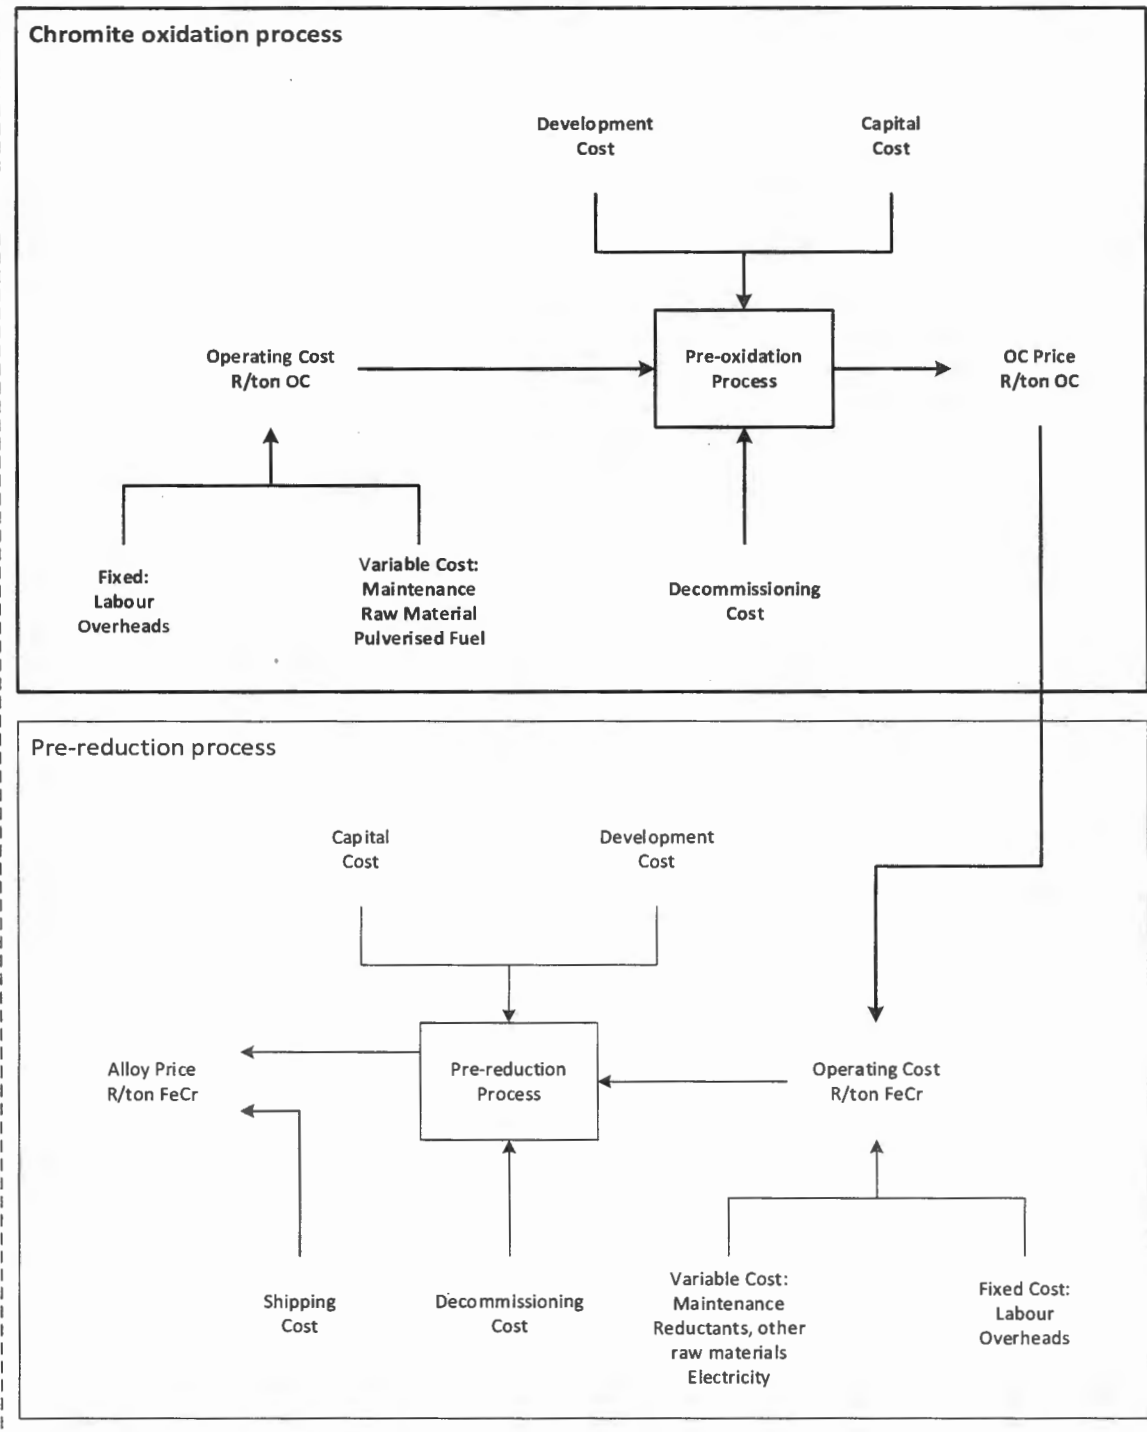 Chromite oxidation process
Development
Cost
Capital
Cost
Operating Cost
R/ton OC
Pre-oxidation
Process
OC Price
R/ton OC
Fixed:
Labour
Overheads
Variable Cost:
Maintenance
Raw Material
Pulverised Fuel
Decommissioning
Cost
Pre-reduction process
Capital
Cost
Development
Cost
Alloy Price
R/ton FeCr
Pre-reduction
Process
Operating Cost
R/ton FeCr
Shipping
Cost
Decommissioning
Cost
Variable Cost:
Maintenance
Reductants, other
raw materials
Electricity
Fixed Cost:
Labour
Overheads